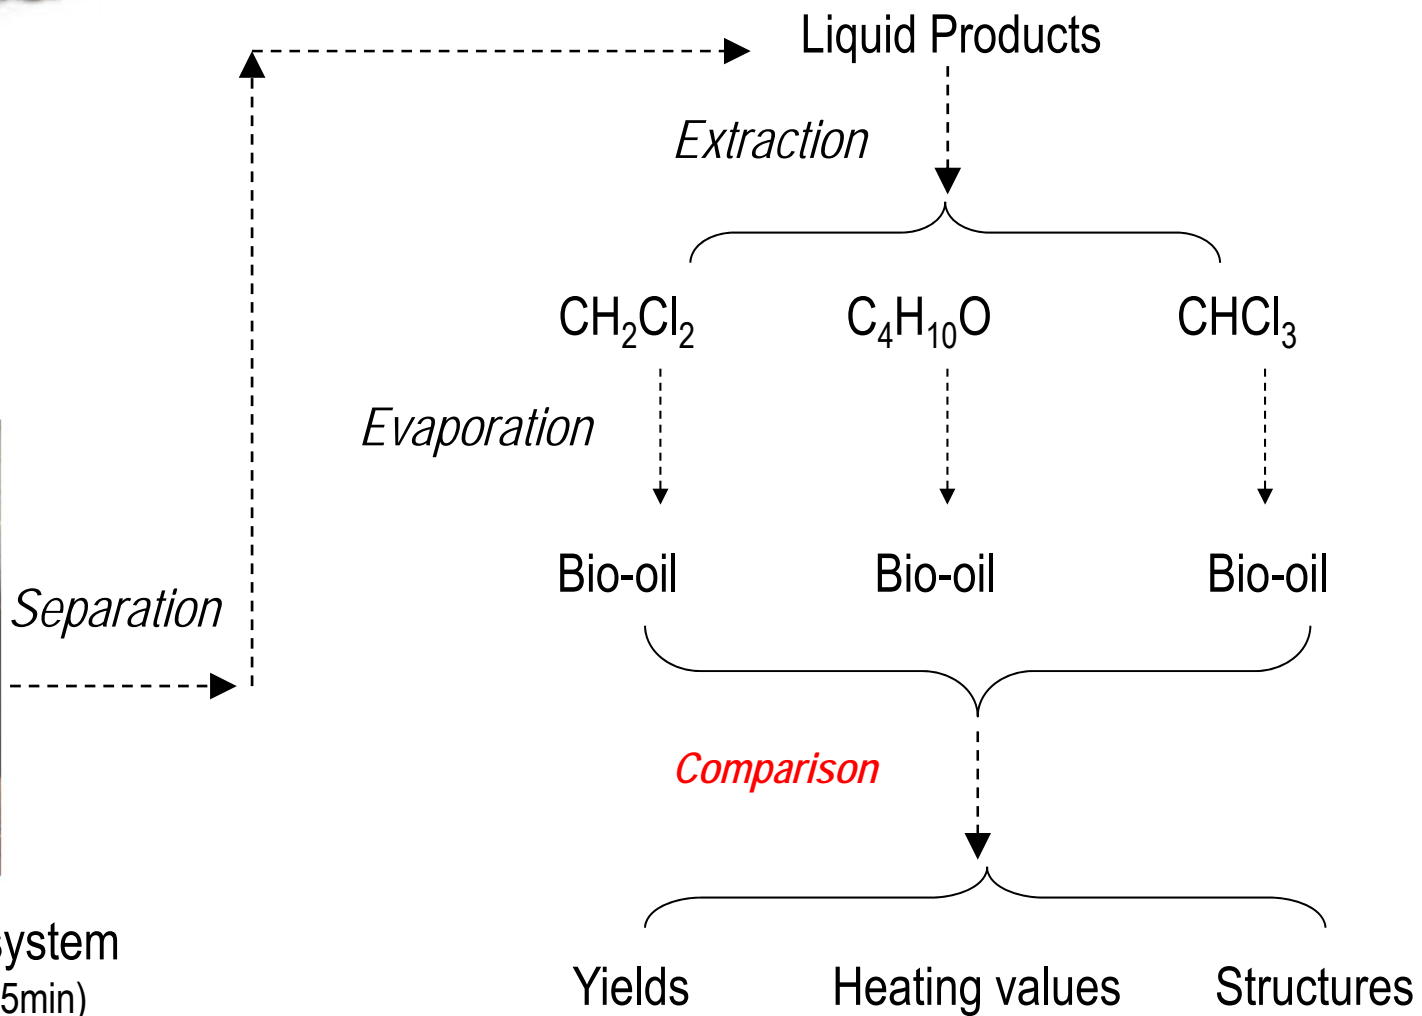 Liquid Products
Extraction
CH₂Cl₂ C₄H₁₀O CHCl₃
Evaporation
Bio-oil Bio-oil Bio-oil
Separation
Comparison
system
5min)
Yields Heating values Structures